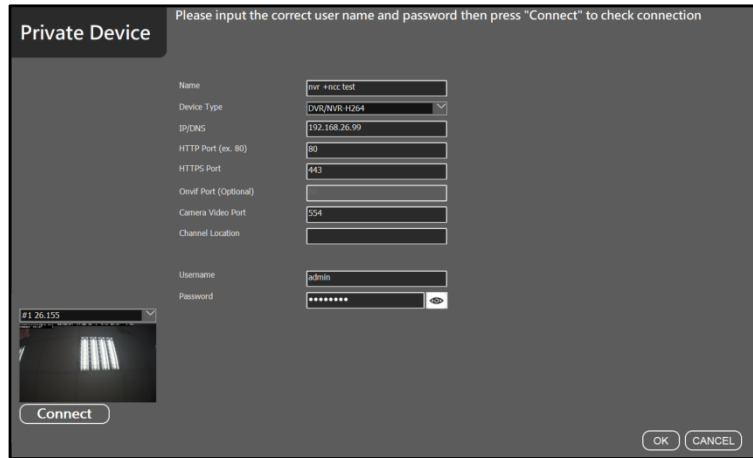 Private Device
Please input the correct user name and password then press "Connect" to check connection
Name
nvr +ncc test
Device Type
DVR/NVR-H264
IP/DNS
192.168.26.99
HTTP Port (ex. 80)
80
HTTPS Port
443
Onvif Port (Optional)
Camera Video Port
554
Channel Location
Username
admin
Password
••••••••
#1 26.155
Connect
OK
CANCEL